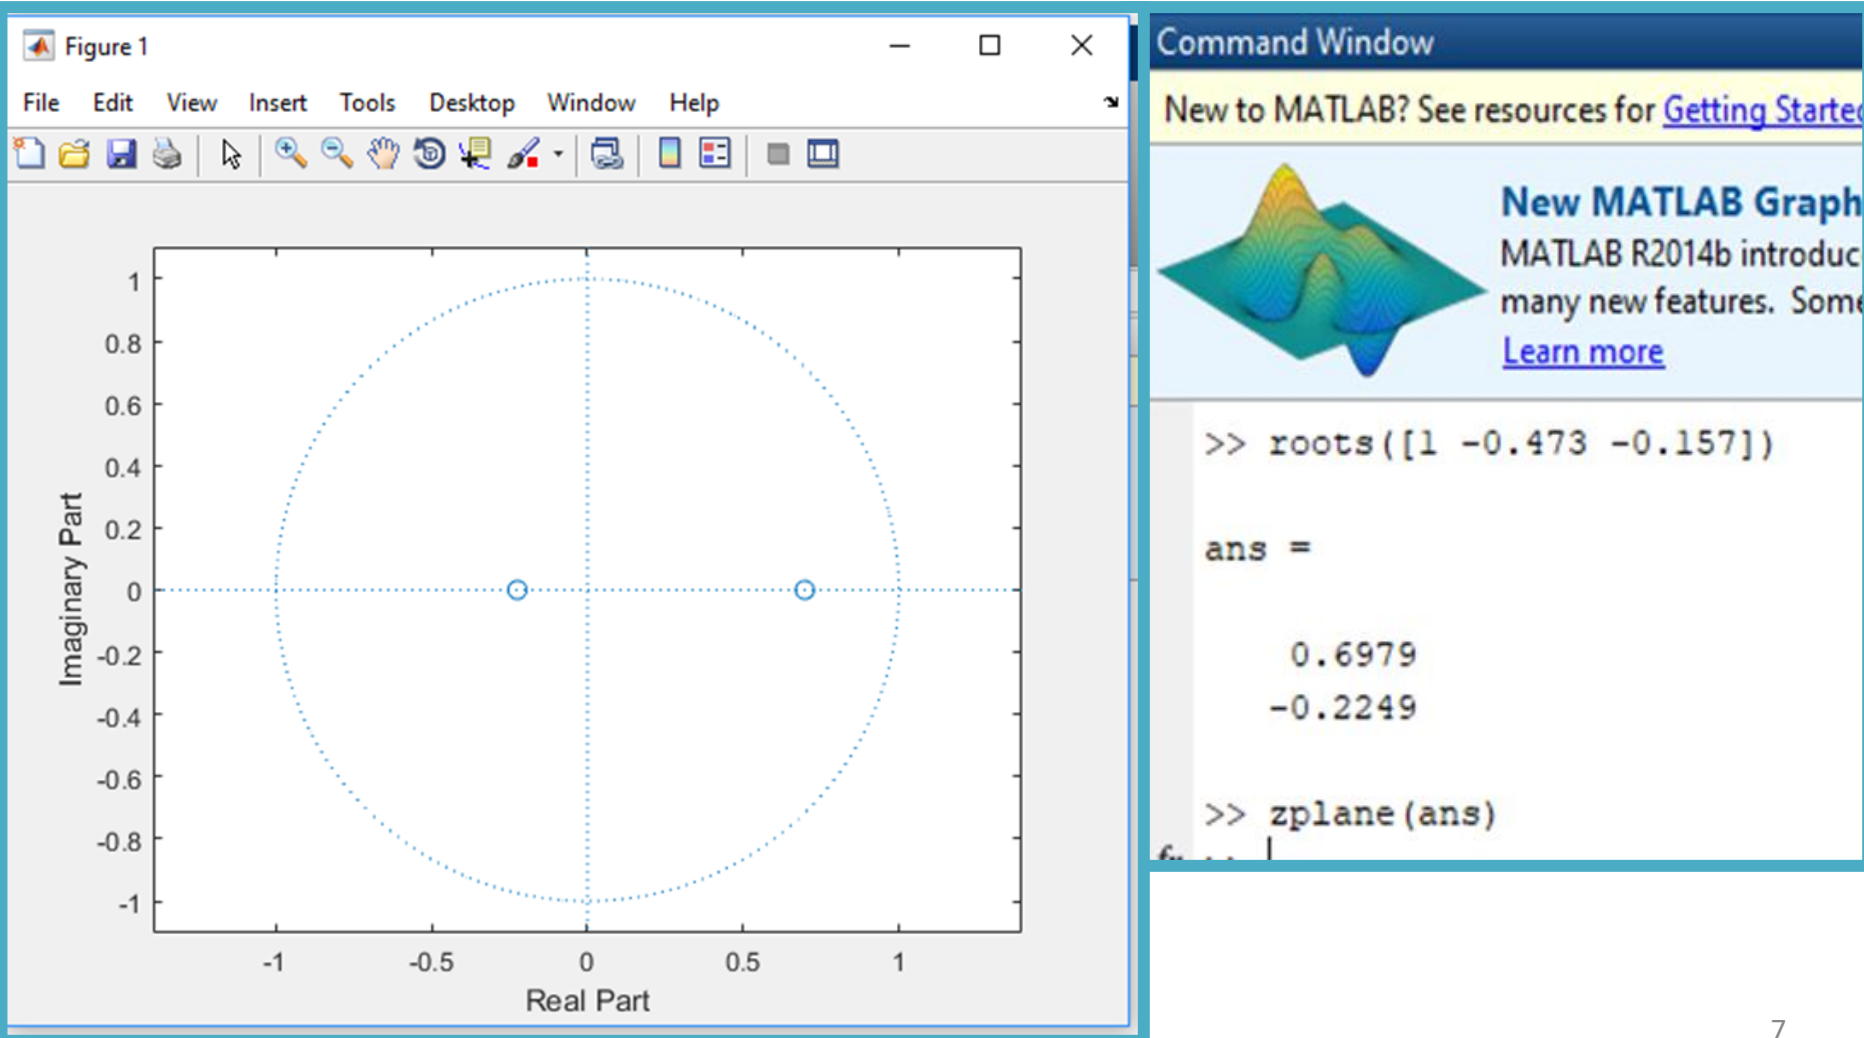 Figure 1
File Edit View Insert Tools Desktop Window Help
1
0.8
0.6
0.4
0.2
0
-0.2
-0.4
-0.6
-0.8
-1
Imaginary Part
-1 -0.5 0 0.5 1
Real Part
Command Window
New to MATLAB? See resources for Getting Started
New MATLAB Graph
MATLAB R2014b introduc
many new features. Some
Learn more
>> roots([1 -0.473 -0.157])
ans =
0.6979
-0.2249
>> zplane(ans)
7